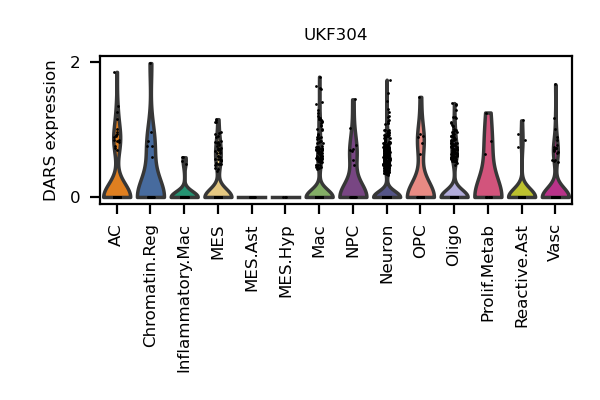 UKF304
DARS expression
2
0
AC
Chromatin.Reg
Inflammatory.Mac
MES
MES.Ast
MES.Hyp
Mac
NPC
Neuron
OPC
Oligo
Prolif.Metab
Reactive.Ast
Vasc